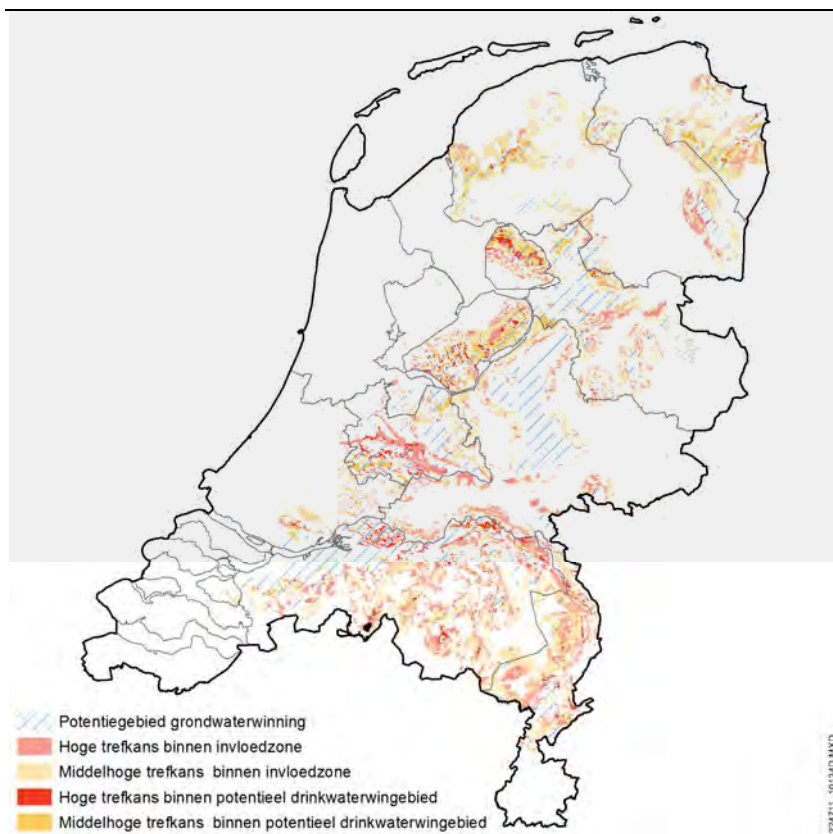 Potentiegebied grondwaterwinning
Hoge trefkans binnen invloedzone
Middelhoge trefkans binnen invloedzone
Hoge trefkans binnen potentieel drinkwaterwingebied
Middelhoge trefkans binnen potentieel drinkwaterwingebied